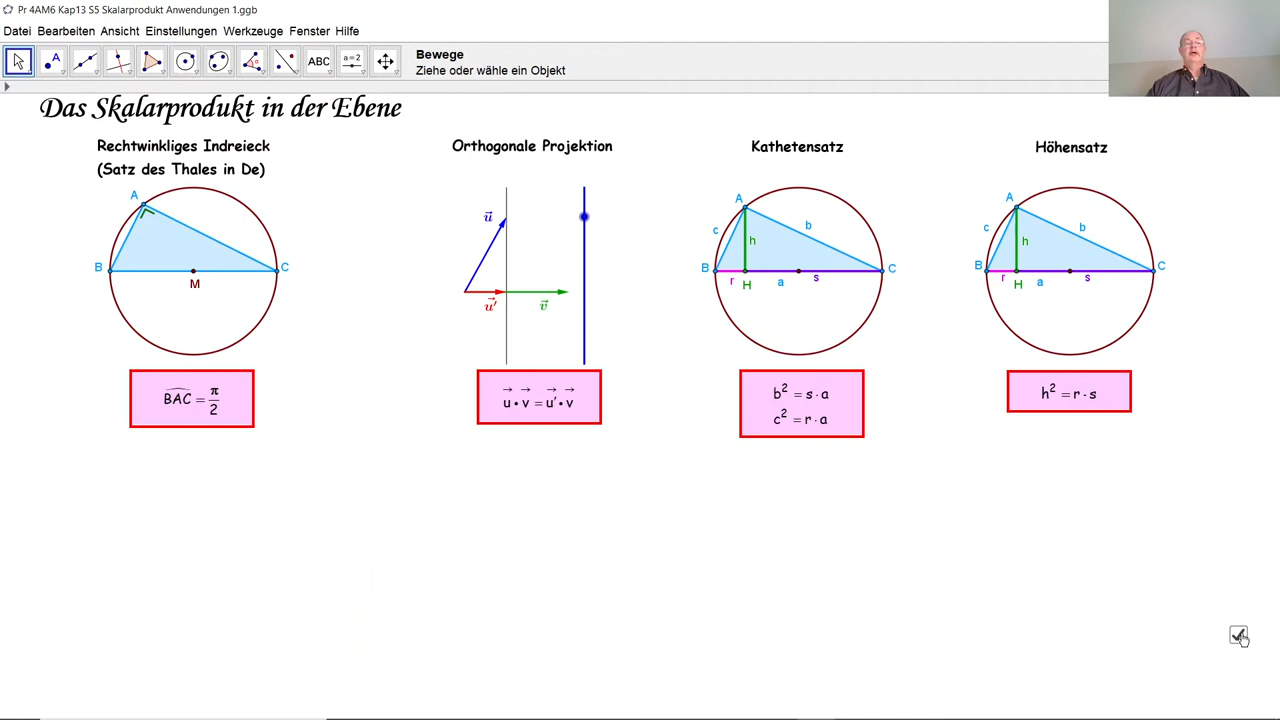 Pr 4AM6 Kap13 S5 Skalarprodukt Anwendungen 1.ggb
Datei Bearbeiten Ansicht Einstellungen Werkzeuge Fenster Hilfe
A
ABC
a=2
Bewege
Ziehe oder wähle ein Objekt
Das Skalarprodukt in der Ebene
Rechtwinkliges Indreieck
(Satz des Thales in De)
A
B
C
M
BAC = π/2
Orthogonale Projektion
u⃗
u⃗'
v⃗
u⃗ • v⃗ = u⃗' • v⃗
Kathetensatz
A
c
b
h
B
C
r
H
a
s
b² = s · a
c² = r · a
Höhensatz
A
c
b
h
B
C
r
H
a
s
h² = r · s